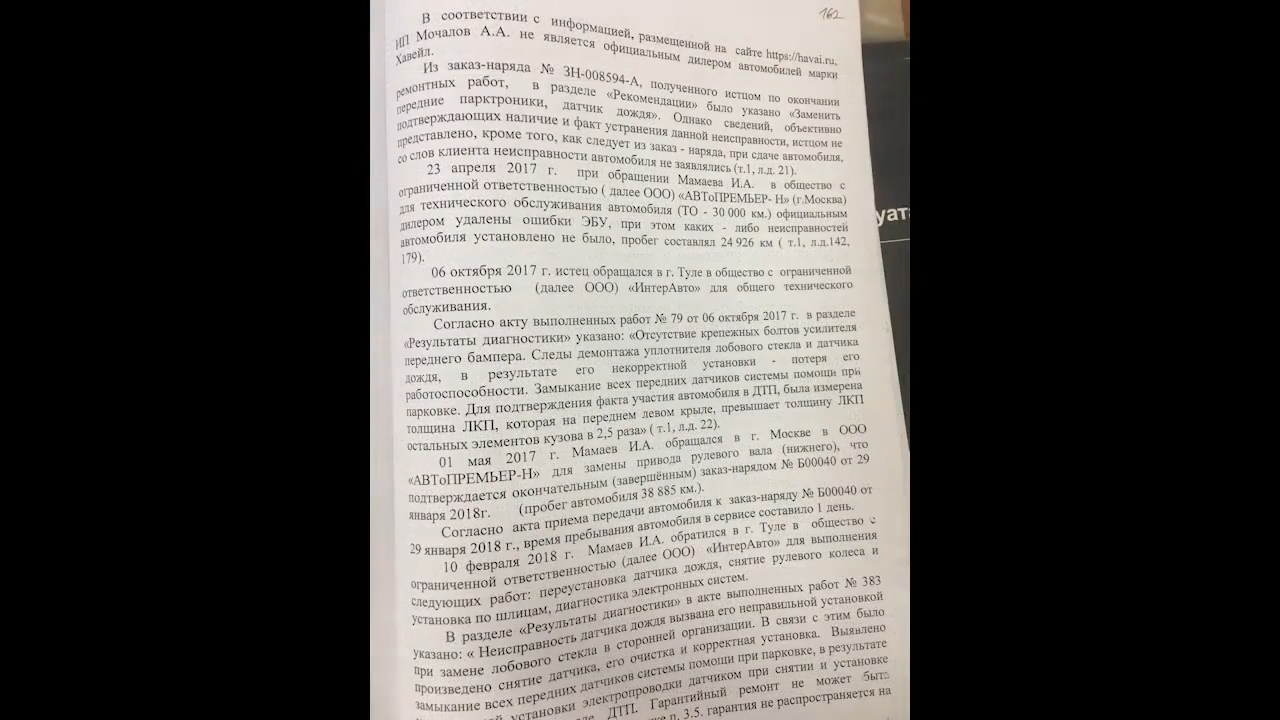 162
В соответствии с информацией, размещенной на сайте https://havai.ru,
ИП Мочалов А.А. не является официальным дилером автомобилей марки
Хавейл.
Из заказ-наряда № ЗН-008594-А, полученного истцом по окончании
ремонтных работ, в разделе «Рекомендации» было указано «Заменить
передние парктроники, датчик дождя». Однако сведений, объективно
подтверждающих наличие и факт устранения данной неисправности, истцом не
представлено, кроме того, как следует из заказ - наряда, при сдаче автомобиля,
со слов клиента неисправности автомобиля не заявлялись (т.1, л.д. 21).
23 апреля 2017 г. при обращении Мамаева И.А. в общество с
ограниченной ответственностью ( далее ООО) «АВТоПРЕМЬЕР- Н» (г.Москва)
для технического обслуживания автомобиля (ТО - 30 000 км.) официальным
дилером удалены ошибки ЭБУ, при этом каких - либо неисправностей
автомобиля установлено не было, пробег составлял 24 926 км ( т.1, л.д.142,
179).
06 октября 2017 г. истец обращался в г. Туле в общество с ограниченной
ответственностью (далее ООО) «ИнтерАвто» для общего технического
обслуживания.
Согласно акту выполненных работ № 79 от 06 октября 2017 г. в разделе
«Результаты диагностики» указано: «Отсутствие крепежных болтов усилителя
переднего бампера. Следы демонтажа уплотнителя лобового стекла и датчика
дождя, в результате его некорректной установки - потеря его
работоспособности. Замыкание всех передних датчиков системы помощи при
парковке. Для подтверждения факта участия автомобиля в ДТП, была измерена
толщина ЛКП, которая на переднем левом крыле, превышает толщину ЛКП
остальных элементов кузова в 2,5 раза» ( т.1, л.д. 22).
01 мая 2017 г. Мамаев И.А. обращался в г. Москве в ООО
«АВТоПРЕМЬЕР-Н» для замены привода рулевого вала (нижнего), что
подтверждается окончательным (завершённым) заказ-нарядом № Б00040 от 29
января 2018г. (пробег автомобиля 38 885 км.).
Согласно акта приема передачи автомобиля к заказ-наряду № Б00040 от
29 января 2018 г., время пребывания автомобиля в сервисе составило 1 день.
10 февраля 2018 г. Мамаев И.А. обратился в г. Туле в общество с
ограниченной ответственностью (далее ООО) «ИнтерАвто» для выполнения
следующих работ: переустановка датчика дождя, снятие рулевого колеса и
установка по шлицам, диагностика электронных систем.
В разделе «Результаты диагностики» в акте выполненных работ № 383
указано: « Неисправность датчика дождя вызвана его неправильной установкой
при замене лобового стекла в сторонней организации. В связи с этим было
произведено снятие датчика, его очистка и корректная установка. Выявлено
замыкание всех передних датчиков системы помощи при парковке, в результате
установки электропроводки датчиком при снятии и установке
ДТП. Гарантийный ремонт не может быть
п. 3.5. гарантия не распространяется на
уат